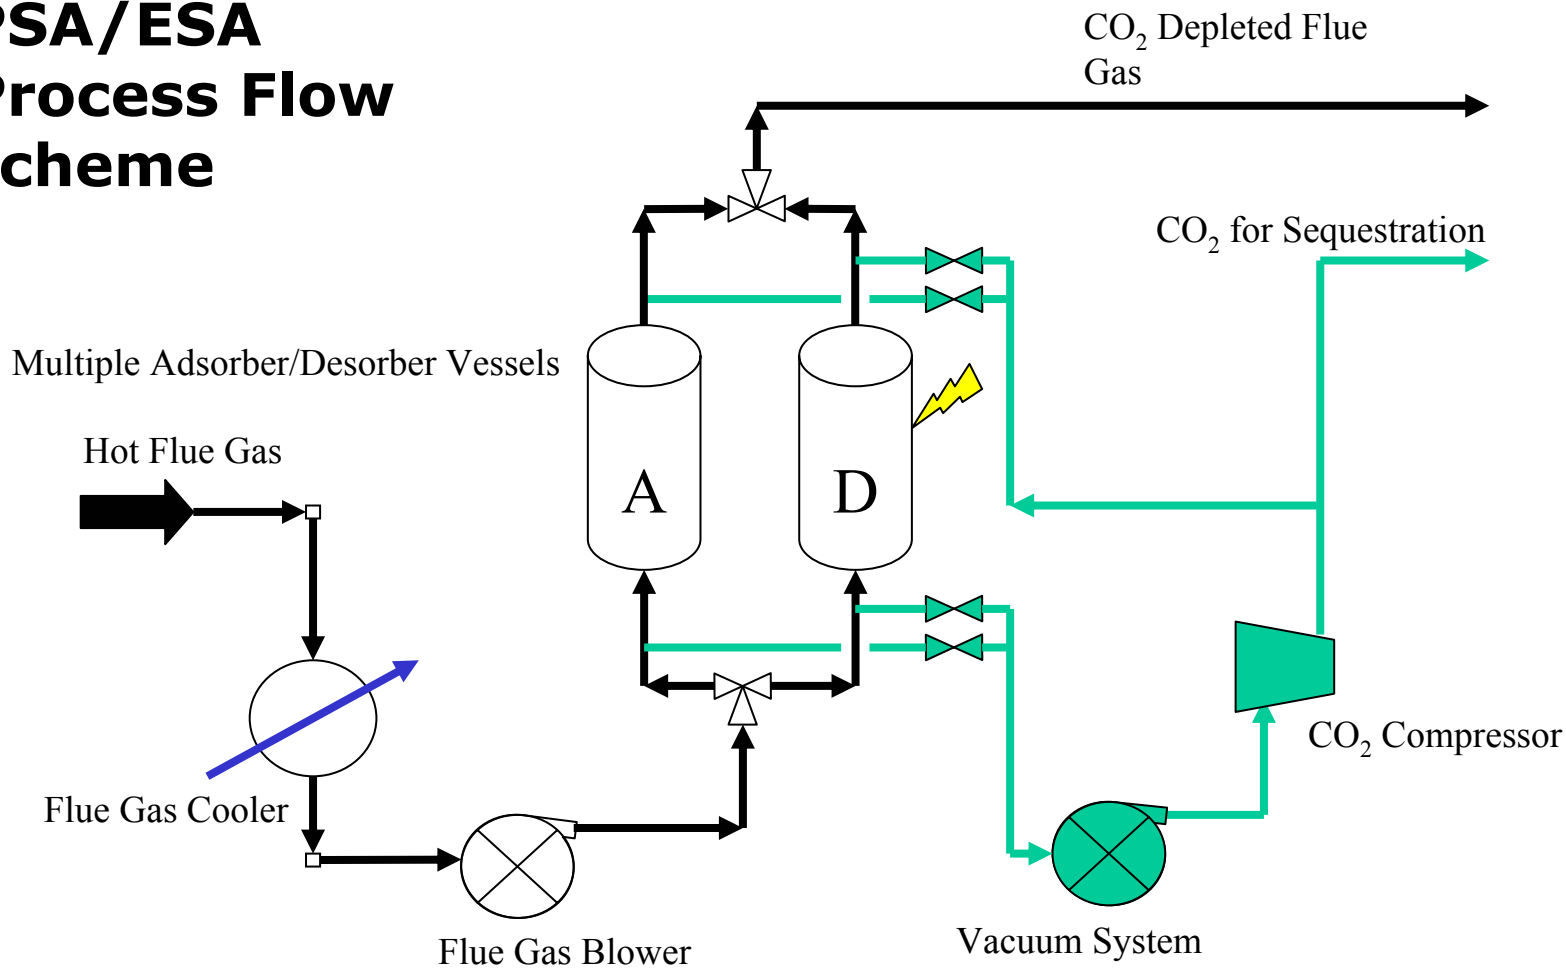 PSA/ESA
Process Flow
cheme
CO₂ Depleted Flue
Gas
CO₂ for Sequestration
Multiple Adsorber/Desorber Vessels
Hot Flue Gas
A
D
CO₂ Compressor
Flue Gas Cooler
Flue Gas Blower
Vacuum System